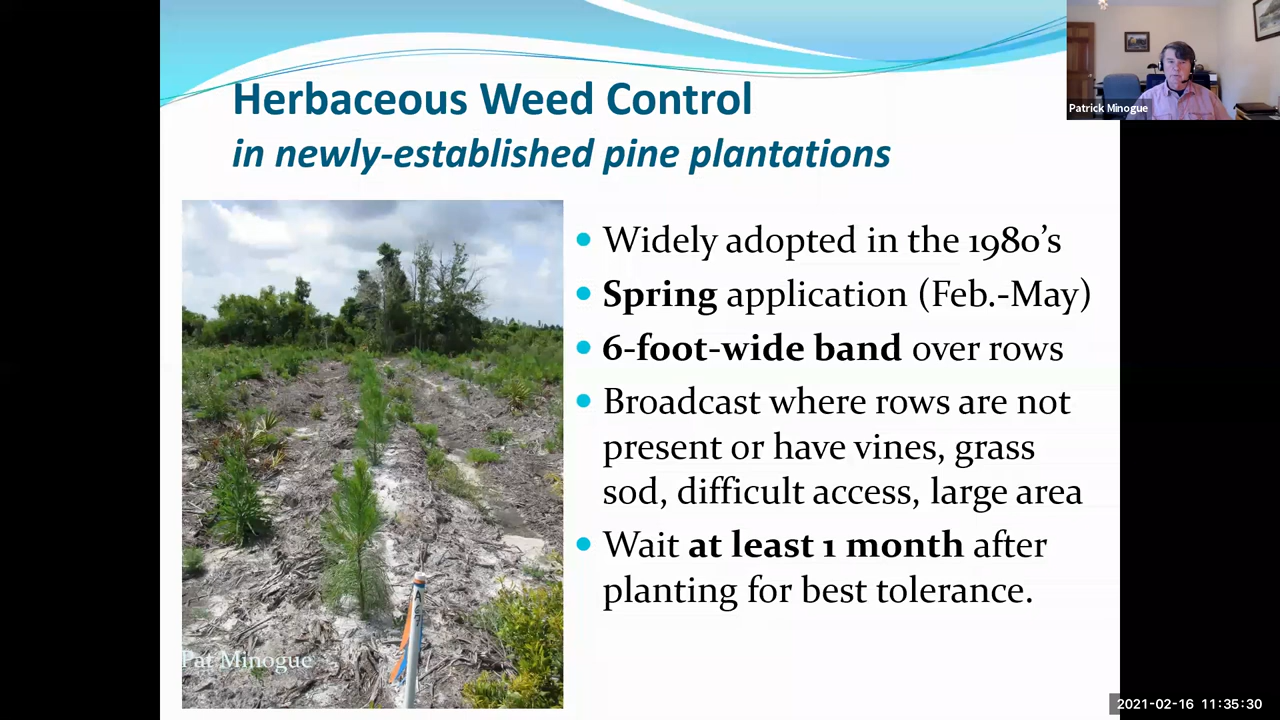 Herbaceous Weed Control
in newly-established pine plantations
Patrick Minogue
Widely adopted in the 1980's
Spring application (Feb.-May)
6-foot-wide band over rows
Broadcast where rows are not
present or have vines, grass
sod, difficult access, large area
Wait at least 1 month after
planting for best tolerance.
Pat Minogue
2021-02-16 11:35:30